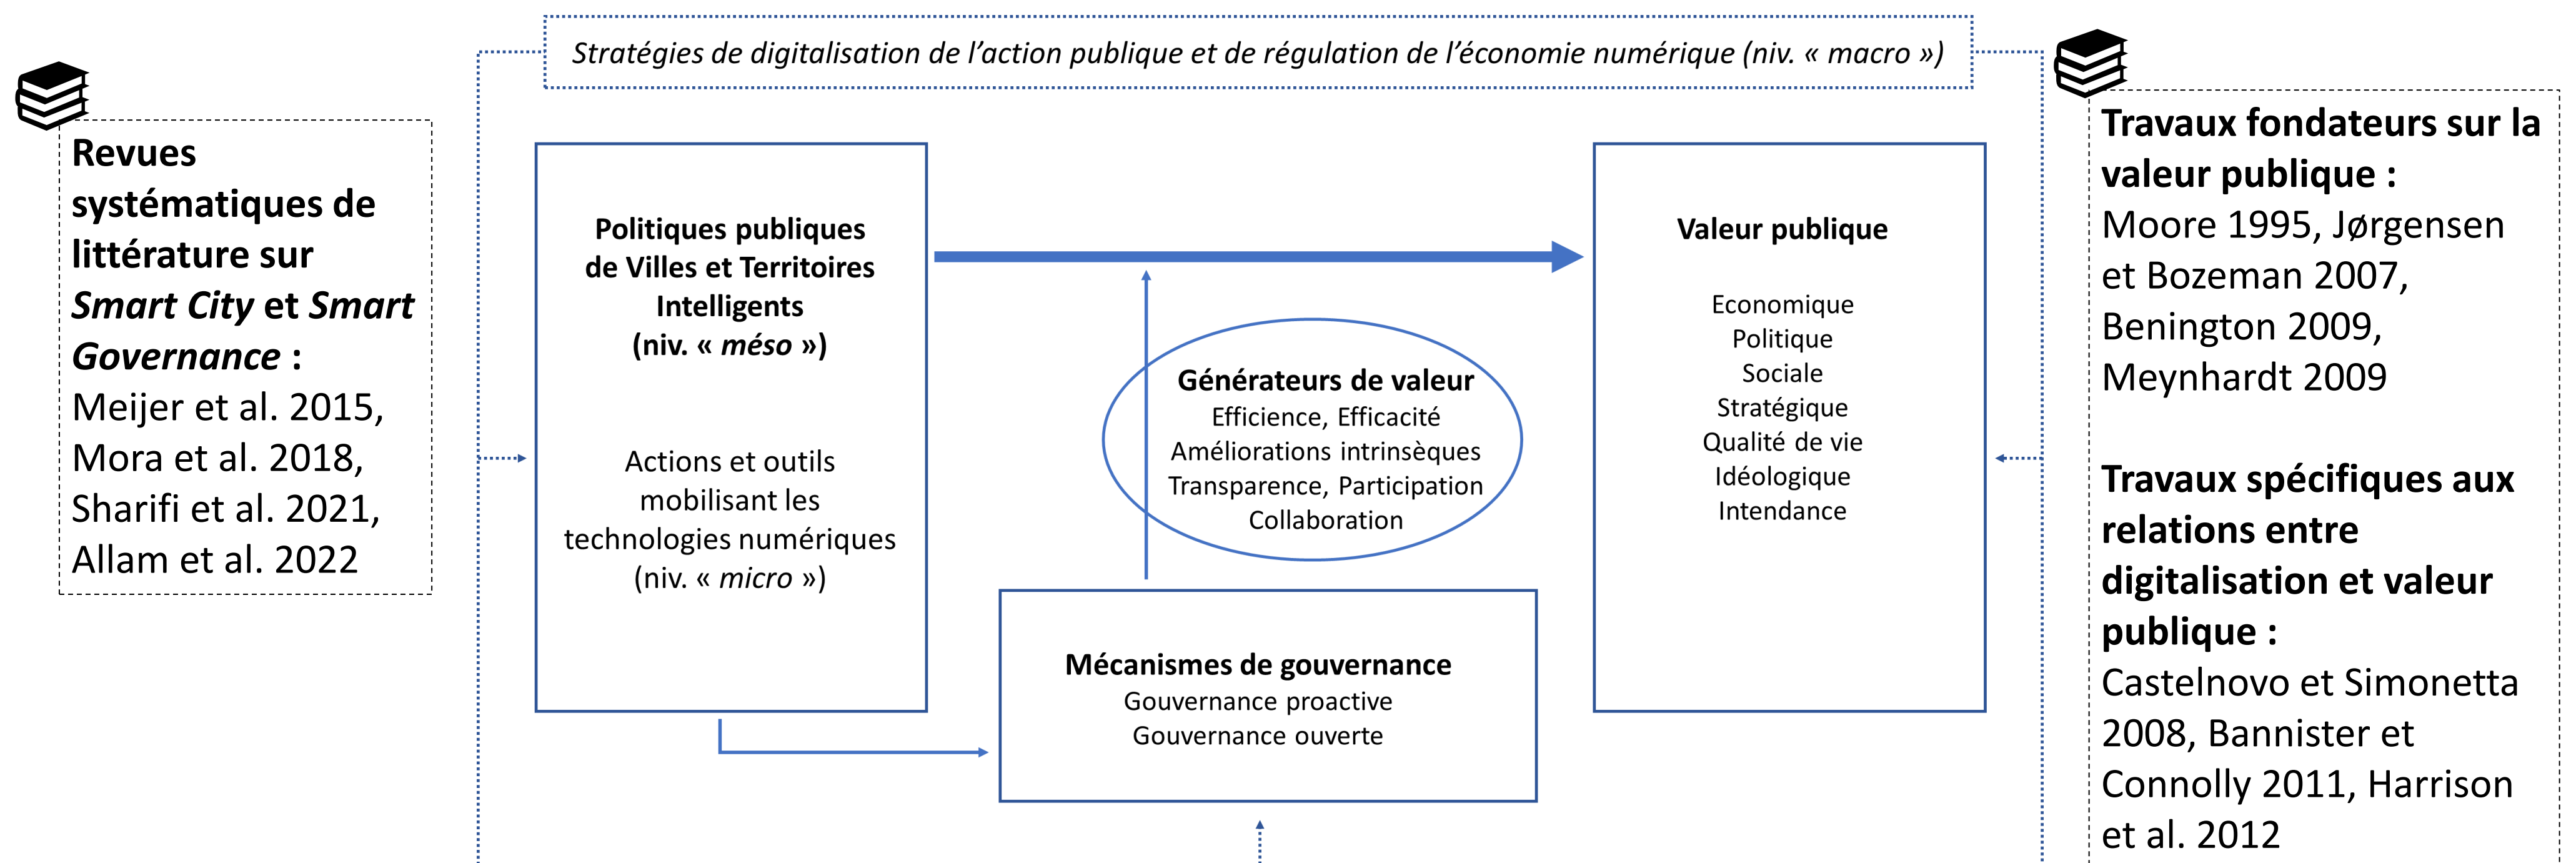 Stratégies de digitalisation de l’action publique et de régulation de l’économie numérique (niv. « macro »)
Revues
systématiques de
littérature sur
Smart City et Smart
Governance :
Meijer et al. 2015,
Mora et al. 2018,
Sharifi et al. 2021,
Allam et al. 2022
Politiques publiques
de Villes et Territoires
Intelligents
(niv. « méso »)
Actions et outils
mobilisant les
technologies numériques
(niv. « micro »)
Générateurs de valeur
Efficience, Efficacité
Améliorations intrinsèques
Transparence, Participation
Collaboration
Mécanismes de gouvernance
Gouvernance proactive
Gouvernance ouverte
Valeur publique
Economique
Politique
Sociale
Stratégique
Qualité de vie
Idéologique
Intendance
Travaux fondateurs sur la
valeur publique :
Moore 1995, Jørgensen
et Bozeman 2007,
Benington 2009,
Meynhardt 2009
Travaux spécifiques aux
relations entre
digitalisation et valeur
publique :
Castelnovo et Simonetta
2008, Bannister et
Connolly 2011, Harrison
et al. 2012